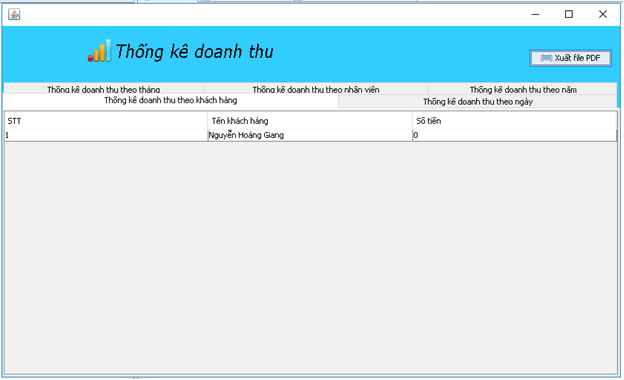 Thống kê doanh thu
Xuất file PDF
Thống kê doanh thu theo tháng Thống kê doanh thu theo nhân viên Thống kê doanh thu theo năm
Thống kê doanh thu theo khách hàng Thống kê doanh thu theo ngày
STT Tên khách hàng Số tiền
1 Nguyễn Hoàng Giang 0